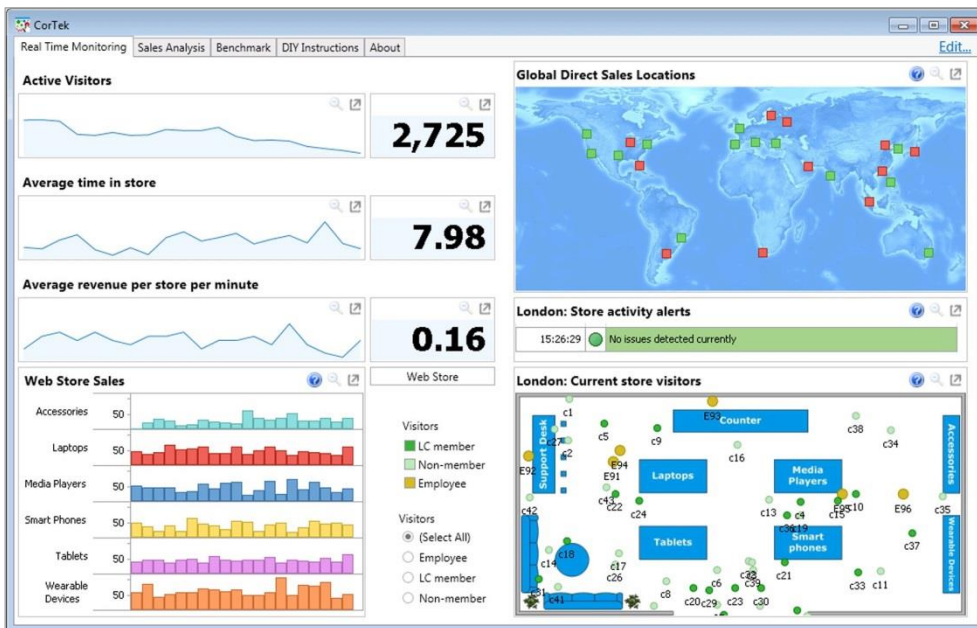 CorTek
Real Time Monitoring Sales Analysis Benchmark DIY Instructions About Edit...
Active Visitors
2,725
Average time in store
7.98
Average revenue per store per minute
0.16
Web Store Sales
Web Store
Accessories 50
Laptops 50
Media Players 50
Smart Phones 50
Tablets 50
Wearable
Devices 50
Visitors
LC member
Non-member
Employee
Visitors
(Select All)
Employee
LC member
Non-member
Global Direct Sales Locations
London: Store activity alerts
15:26:29 No issues detected currently
London: Current store visitors
c1
E93
Counter
c5
c9
c38
c34
Accessories
Support Desk
c27
c2
c16
E92
E94
E91
Laptops
Media
Players
c43
c22
c24
c42
c13
c4
c15
E95
c10
E96
c35
c36
c19
Tablets
Smart
phones
Wearable Devices
c18
c14
c17
c26
c37
c21
c6
c39
c33
c11
c31
c41
c8
c20
c29
c23
c30